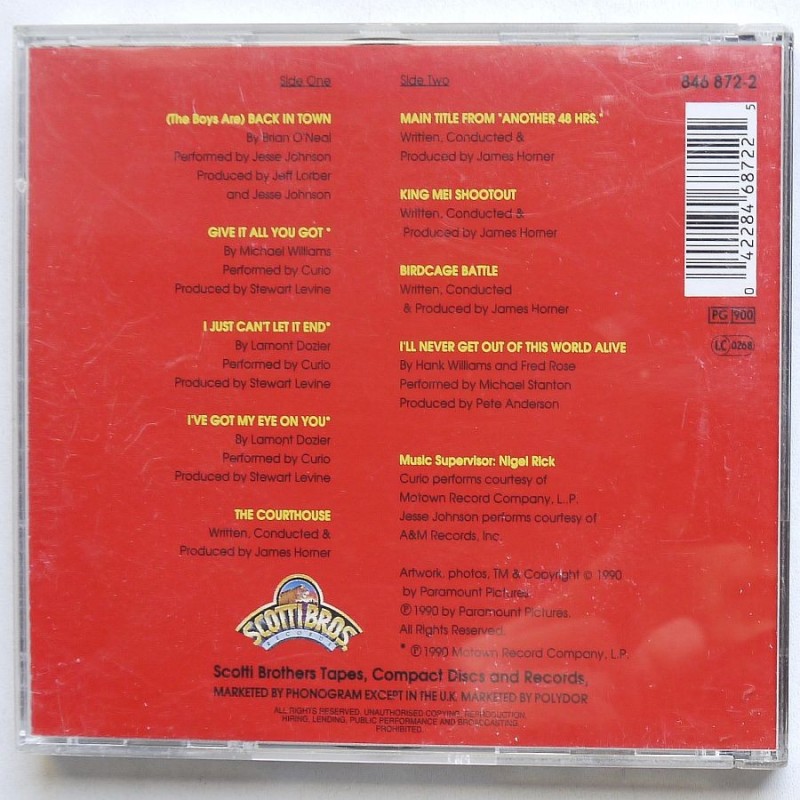 Side One
(The Boys Are) BACK IN TOWN
By Brian O'Neal
Performed by Jesse Johnson
Produced by Jeff Lorber
and Jesse Johnson
GIVE IT ALL YOU GOT *
By Michael Williams
Performed by Curio
Produced by Stewart Levine
I JUST CAN'T LET IT END*
By Lamont Dozier
Performed by Curio
Produced by Stewart Levine
I'VE GOT MY EYE ON YOU*
By Lamont Dozier
Performed by Curio
Produced by Stewart Levine
THE COURTHOUSE
Written, Conducted &
Produced by James Horner
Side Two
MAIN TITLE FROM "ANOTHER 48 HRS."
Written, Conducted &
Produced by James Horner
KING MEI SHOOTOUT
Written, Conducted &
Produced by James Horner
BIRDCAGE BATTLE
Written, Conducted
& Produced by James Horner
I'LL NEVER GET OUT OF THIS WORLD ALIVE
By Hank Williams and Fred Rose
Performed by Michael Stanton
Produced by Pete Anderson
Music Supervisor: Nigel Rick
Curio performs courtesy of
Motown Record Company, L.P.
Jesse Johnson performs courtesy of
A&M Records, Inc.
Artwork, photos, TM & Copyright © 1990
by Paramount Pictures.
℗ 1990 by Paramount Pictures.
All Rights Reserved.
* ℗ 1990 Motown Record Company, L.P.
846 872-2
0 42284 68722 5
PG 900
LC 0268
SCOTTI BROS.
RECORDS
Scotti Brothers Tapes, Compact Discs and Records,
MARKETED BY PHONOGRAM EXCEPT IN THE U.K. MARKETED BY POLYDOR
ALL RIGHTS RESERVED. UNAUTHORISED COPYING, REPRODUCTION,
HIRING, LENDING, PUBLIC PERFORMANCE AND BROADCASTING
PROHIBITED.